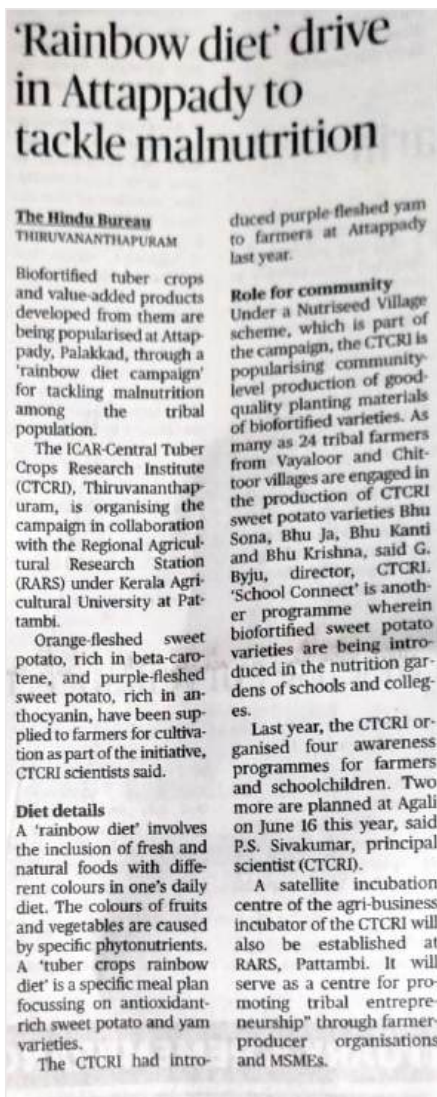 ‘Rainbow diet’ drive
in Attappady to
tackle malnutrition
The Hindu Bureau
THIRUVANANTHAPURAM
Biofortified tuber crops
and value-added products
developed from them are
being popularised at Attap-
pady, Palakkad, through a
‘rainbow diet campaign’
for tackling malnutrition
among the tribal
population.
The ICAR-Central Tuber
Crops Research Institute
(CTCRI), Thiruvananthap-
uram, is organising the
campaign in collaboration
with the Regional Agricul-
tural Research Station
(RARS) under Kerala Agri-
cultural University at Pat-
tambi.
Orange-fleshed sweet
potato, rich in beta-caro-
tene, and purple-fleshed
sweet potato, rich in an-
thocyanin, have been sup-
plied to farmers for cultiva-
tion as part of the initiative,
CTCRI scientists said.
Diet details
A ‘rainbow diet’ involves
the inclusion of fresh and
natural foods with diffe-
rent colours in one’s daily
diet. The colours of fruits
and vegetables are caused
by specific phytonutrients.
A ‘tuber crops rainbow
diet’ is a specific meal plan
focussing on antioxidant-
rich sweet potato and yam
varieties.
The CTCRI had intro-
duced purple-fleshed yam
to farmers at Attappady
last year.
Role for community
Under a Nutriseed Village
scheme, which is part of
the campaign, the CTCRI is
popularising community-
level production of good-
quality planting materials
of biofortified varieties. As
many as 24 tribal farmers
from Vayaloor and Chit-
toor villages are engaged in
the production of CTCRI
sweet potato varieties Bhu
Sona, Bhu Ja, Bhu Kanti
and Bhu Krishna, said G.
Byju, director, CTCRI.
‘School Connect’ is anoth-
er programme wherein
biofortified sweet potato
varieties are being intro-
duced in the nutrition gar-
dens of schools and colleg-
es.
Last year, the CTCRI or-
ganised four awareness
programmes for farmers
and schoolchildren. Two
more are planned at Agali
on June 16 this year, said
P.S. Sivakumar, principal
scientist (CTCRI).
A satellite incubation
centre of the agri-business
incubator of the CTCRI will
also be established at
RARS, Pattambi. It will
serve as a centre for pro-
moting tribal entrepre-
neurship” through farmer-
producer organisations
and MSMEs.